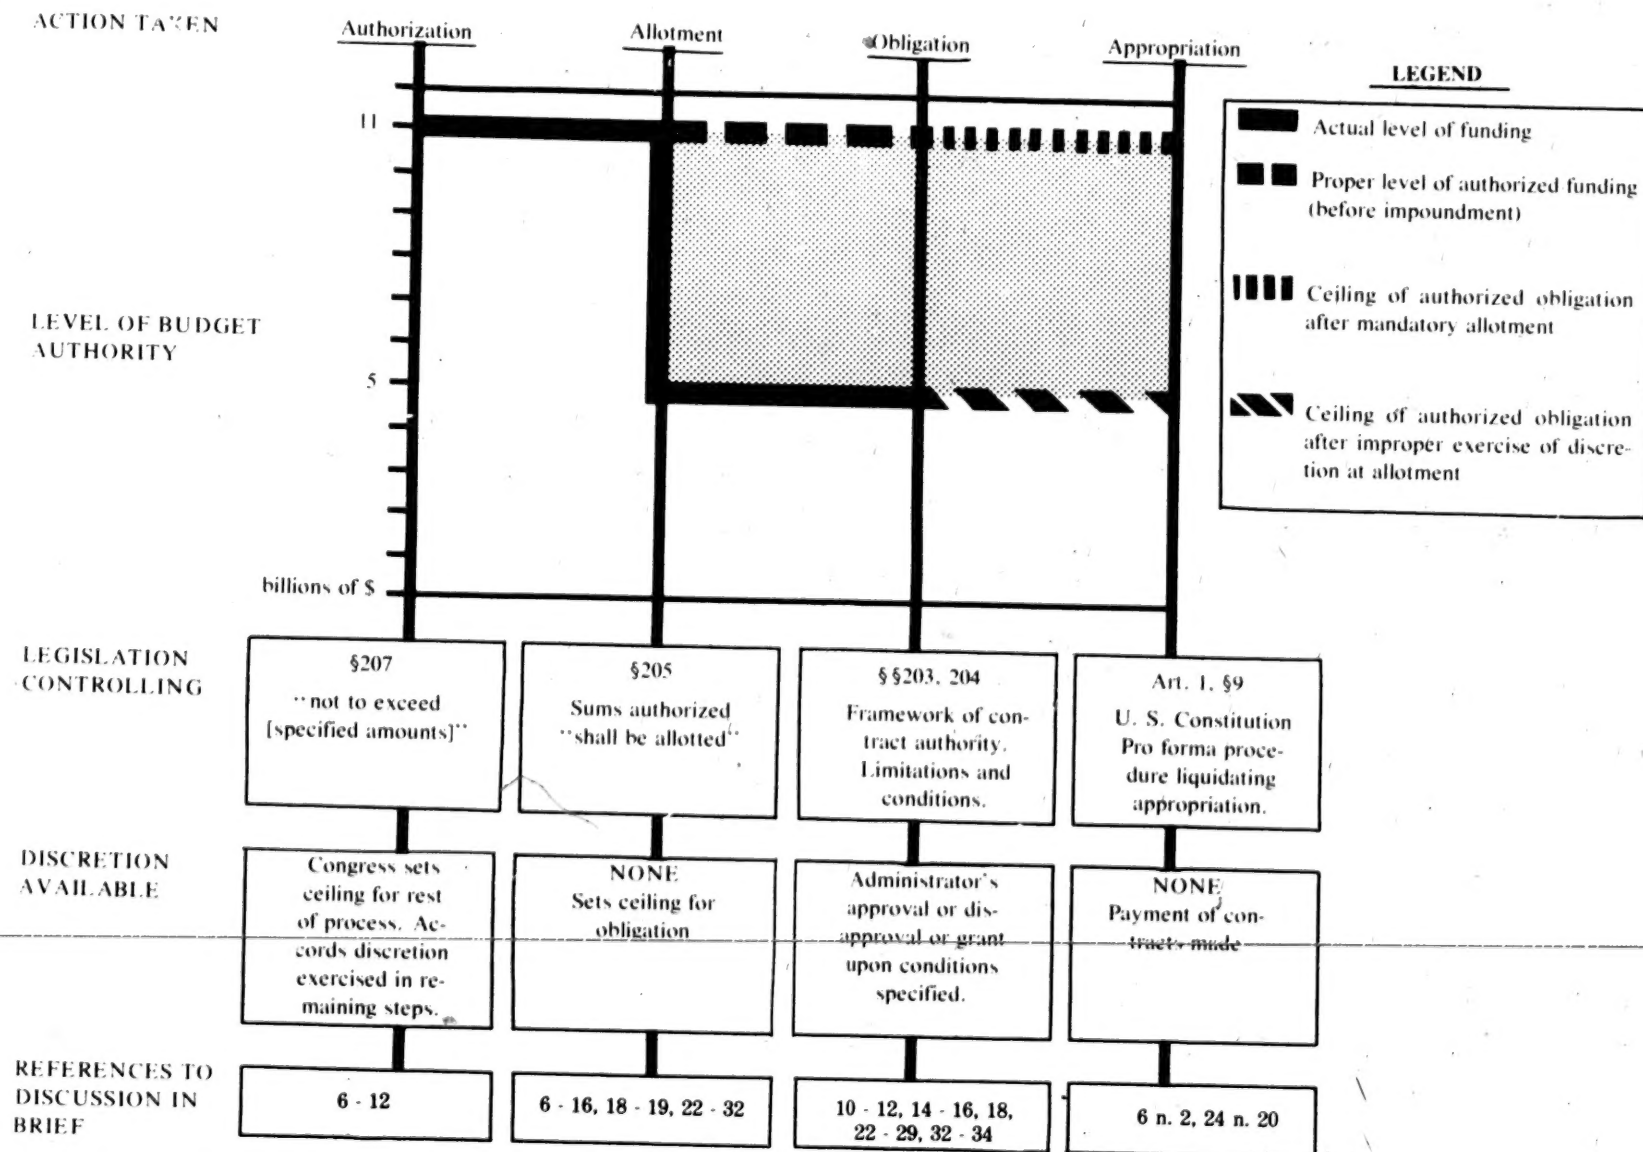 ACTION TAKEN
Authorization
Allotment
Obligation
Appropriation
LEGEND
Actual level of funding
Proper level of authorized funding
(before impoundment)
Ceiling of authorized obligation
after mandatory allotment
Ceiling of authorized obligation
after improper exercise of discre-
tion at allotment
11
LEVEL OF BUDGET
AUTHORITY
5
billions of $
LEGISLATION
CONTROLLING
§207
"not to exceed
[specified amounts]"
§205
Sums authorized
"shall be allotted"
§§203, 204
Framework of con-
tract authority.
Limitations and
conditions.
Art. 1, §9
U. S. Constitution
Pro forma proce-
dure liquidating
appropriation.
DISCRETION
AVAILABLE
Congress sets
ceiling for rest
of process. Ac-
cords discretion
exercised in re-
maining steps.
NONE
Sets ceiling for
obligation
Administrator's
approval or dis-
approval or grant
upon conditions
specified.
NONE
Payment of con-
tracts made
REFERENCES TO
DISCUSSION IN
BRIEF
6 - 12
6 - 16, 18 - 19, 22 - 32
10 - 12, 14 - 16, 18,
22 - 29, 32 - 34
6 n. 2, 24 n. 20